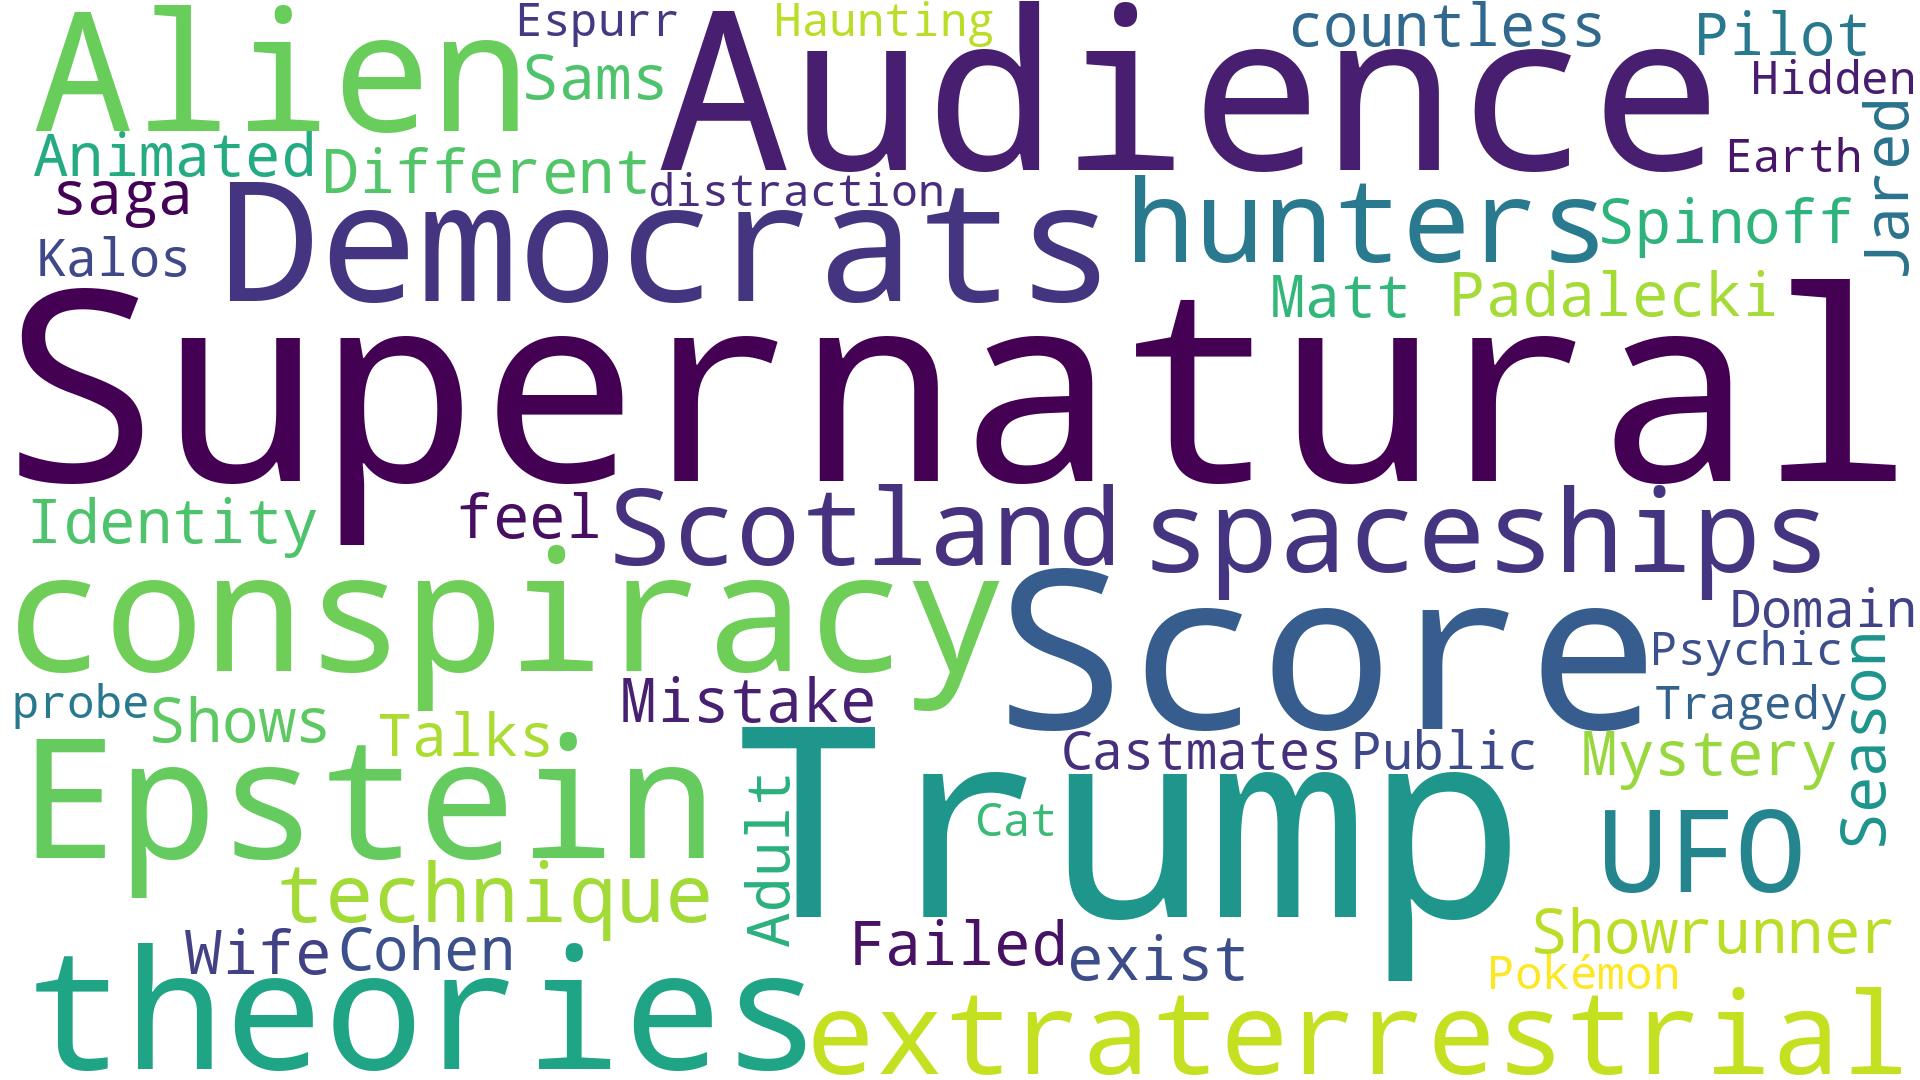 Alien
Espurr
Haunting
Audience
countless
Pilot
Sams
Hidden
Jared
Animated
Different
Earth
saga
distraction
Democrats
hunters
Spinoff
Kalos
Matt
Padalecki
Supernatural
Identity
feel
Scotland
spaceships
conspiracy
Score
Domain
Psychic
Season
probe
Shows
Talks
Mistake
Tragedy
Epstein
Trump
Castmates
Public
Mystery
Adult
Cat
UFO
technique
Wife
Cohen
Failed
exist
Showrunner
Pokémon
theories
extraterrestrial